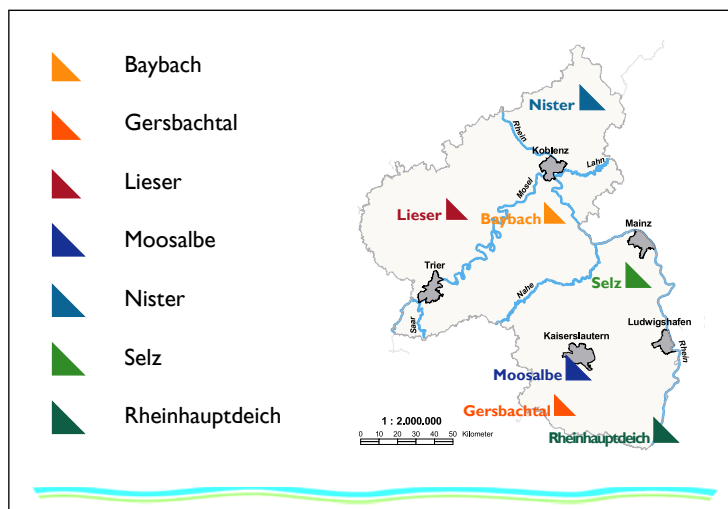 Baybach
Gersbachtal
Lieser
Moosalbe
Nister
Selz
Rheinhauptdeich
Nister
Rhein
Koblenz
Lahn
Mosel
Lieser
Baybach
Mainz
Trier
Selz
Nahe
Saar
Kaiserslautern
Ludwigshafen
Rhein
Moosalbe
Gersbachtal
1 : 2.000.000
0 10 20 30 40 50 Kilometer
Rheinhauptdeich